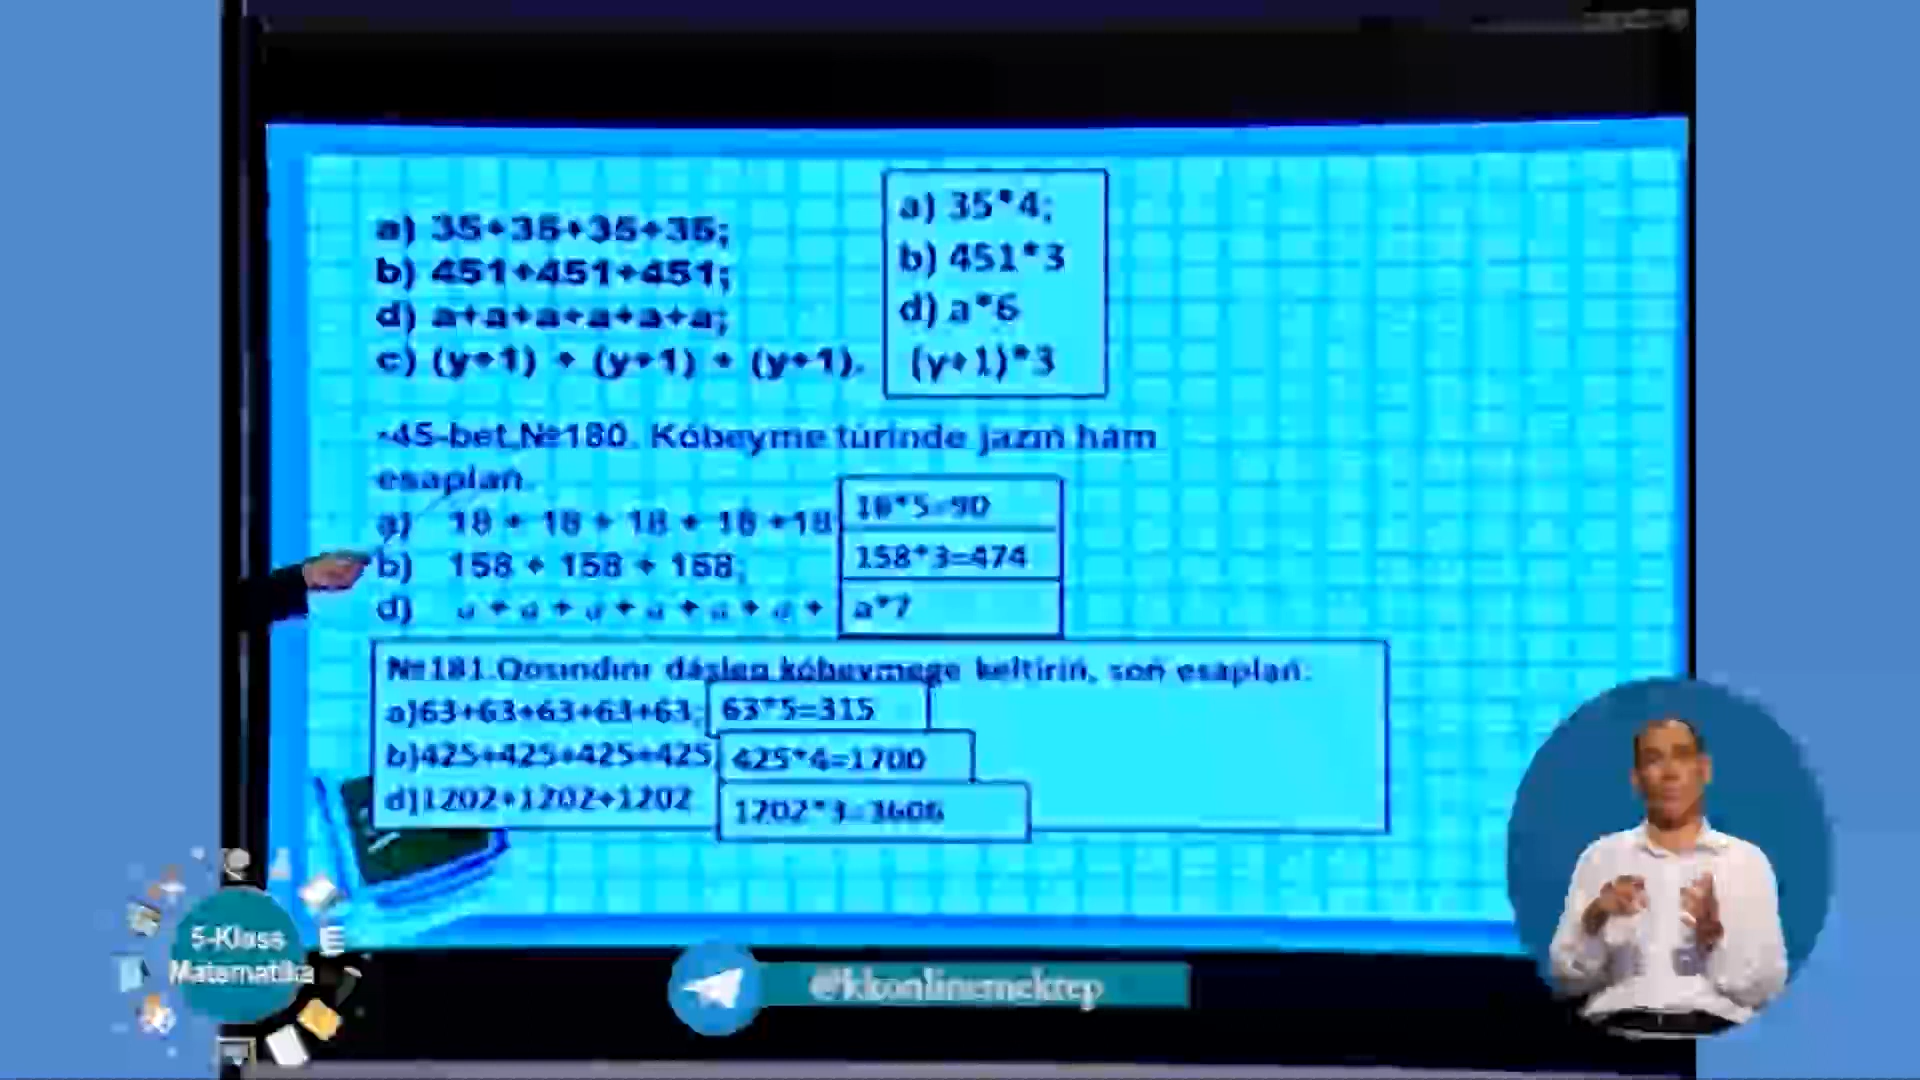 a) 35+35+35+35;
b) 451+451+451;
d) a+a+a+a+a+a;
c) (y+1) + (y+1) + (y+1).
a) 35*4;
b) 451*3
d) a*6
(y+1)*3
-45-bet.№180. Kóbeyme túrinde jazıń hám
esaplań.
a) 18 + 18 + 18 + 18 +18
b) 158 + 158 + 158;
d) a + a + a + a + a + a +
18*5=90
158*3=474
a*7
№181.Qosındını dáslep kóbeymege keltiriń, soń esaplań:
a)63+63+63+63+63;
63*5=315
b)425+425+425+425
425*4=1700
d)1202+1202+1202
1202*3=3606
5-Klass
Matematika
@kkonlinemektep